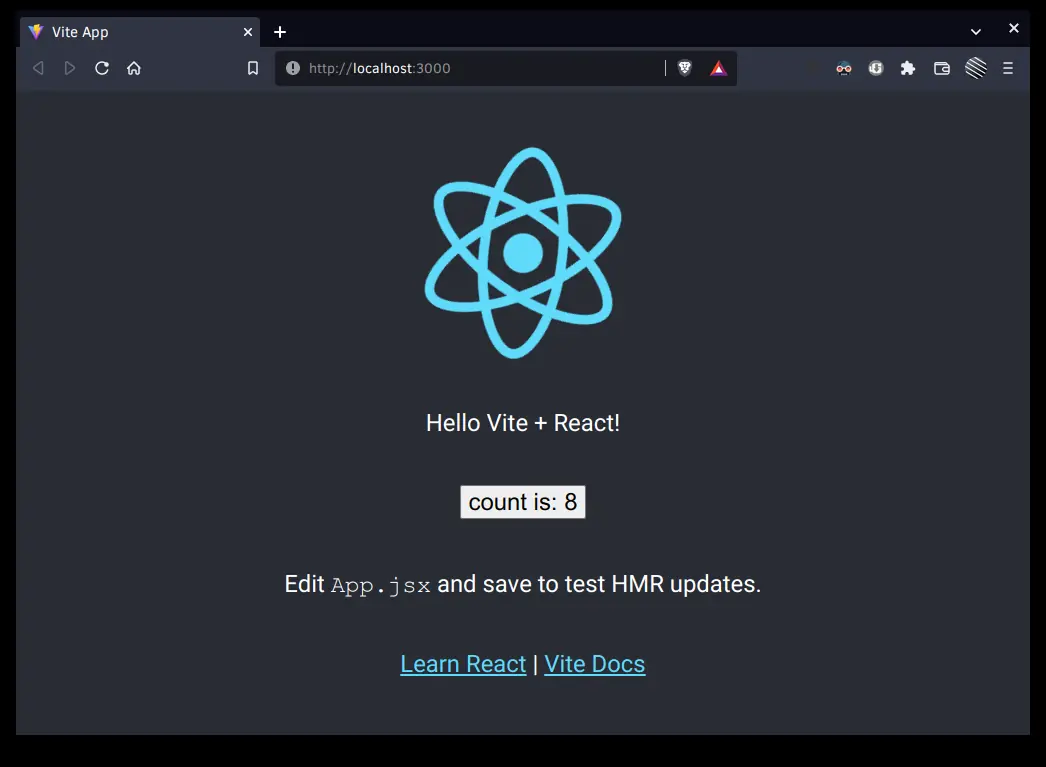 Vite App
http://localhost:3000
Hello Vite + React!
count is: 8
Edit App.jsx and save to test HMR updates.
Learn React | Vite Docs